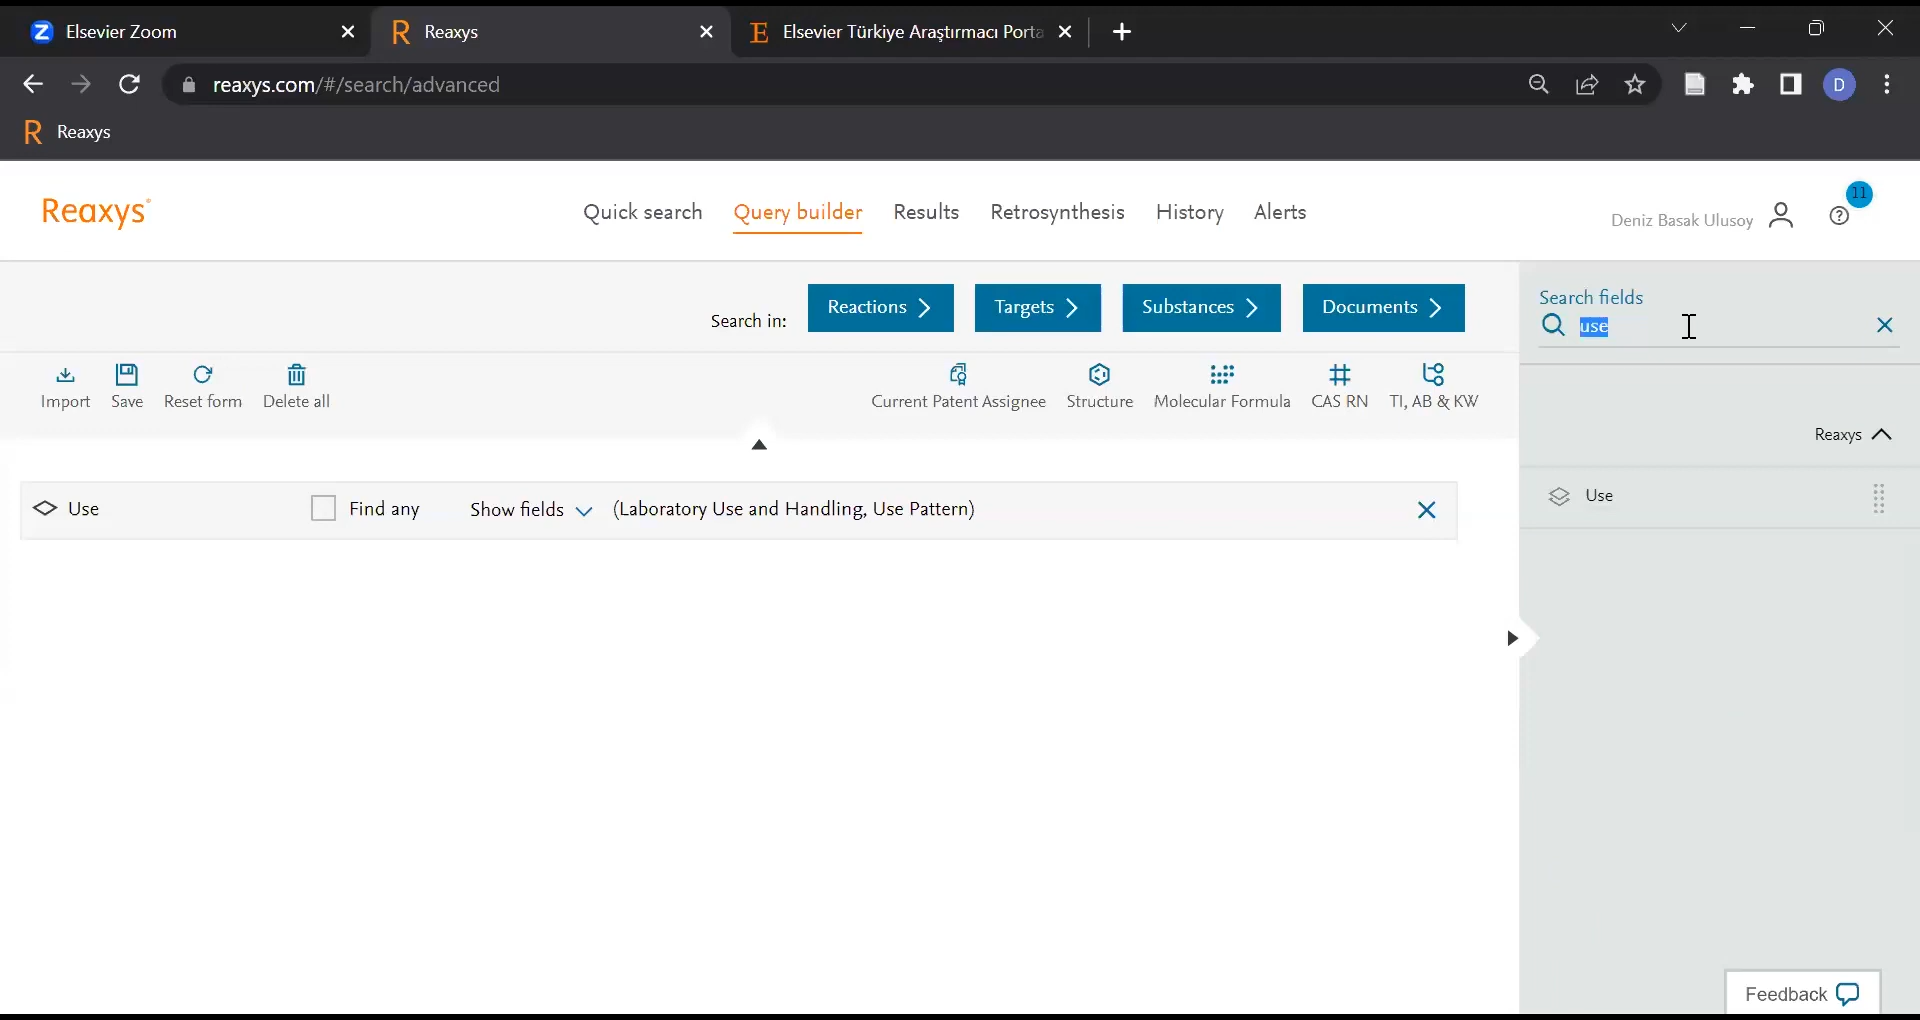 Elsevier Zoom
Reaxys
Elsevier Türkiye Araştırmacı Porta
reaxys.com/#/search/advanced
D
Reaxys
Reaxys
Quick search
Query builder
Results
Retrosynthesis
History
Alerts
Deniz Basak Ulusoy
11
Search in:
Reactions
Targets
Substances
Documents
Search fields
use
Import
Save
Reset form
Delete all
Current Patent Assignee
Structure
Molecular Formula
CAS RN
TI, AB & KW
Reaxys
Use
Find any
Show fields
(Laboratory Use and Handling, Use Pattern)
Use
Feedback